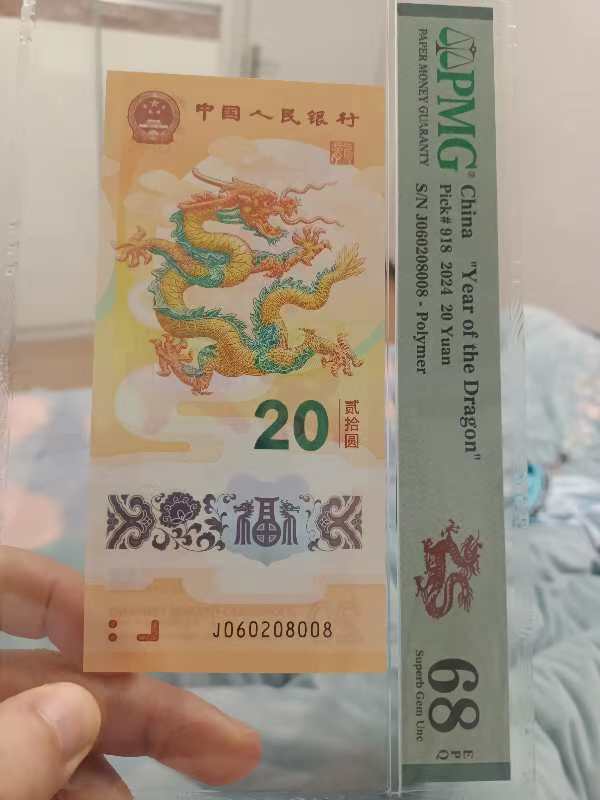 中国人民银行
20
贰拾圆
福
J060208008
PMG
PAPER MONEY GUARANTY
China "Year of the Dragon"
Pick# 918 2024 20 Yuan
S/N J060208008 - Polymer
68 EPQ
Superb Gem Unc